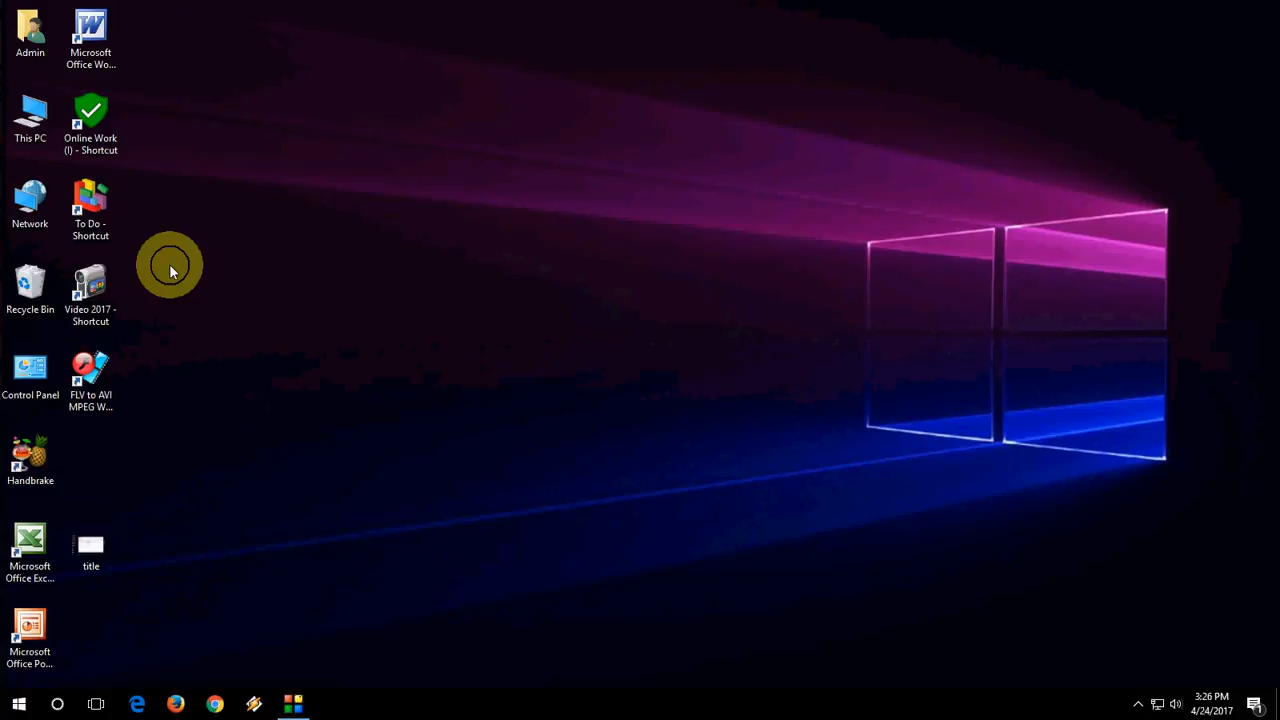 Admin
Microsoft
Office Wo...
This PC
Online Work
(I) - Shortcut
Network
To Do -
Shortcut
Recycle Bin
Video 2017 -
Shortcut
Control Panel
FLV to AVI
MPEG W...
Handbrake
Microsoft
Office Exc...
title
Microsoft
Office Po...
3:26 PM
4/24/2017